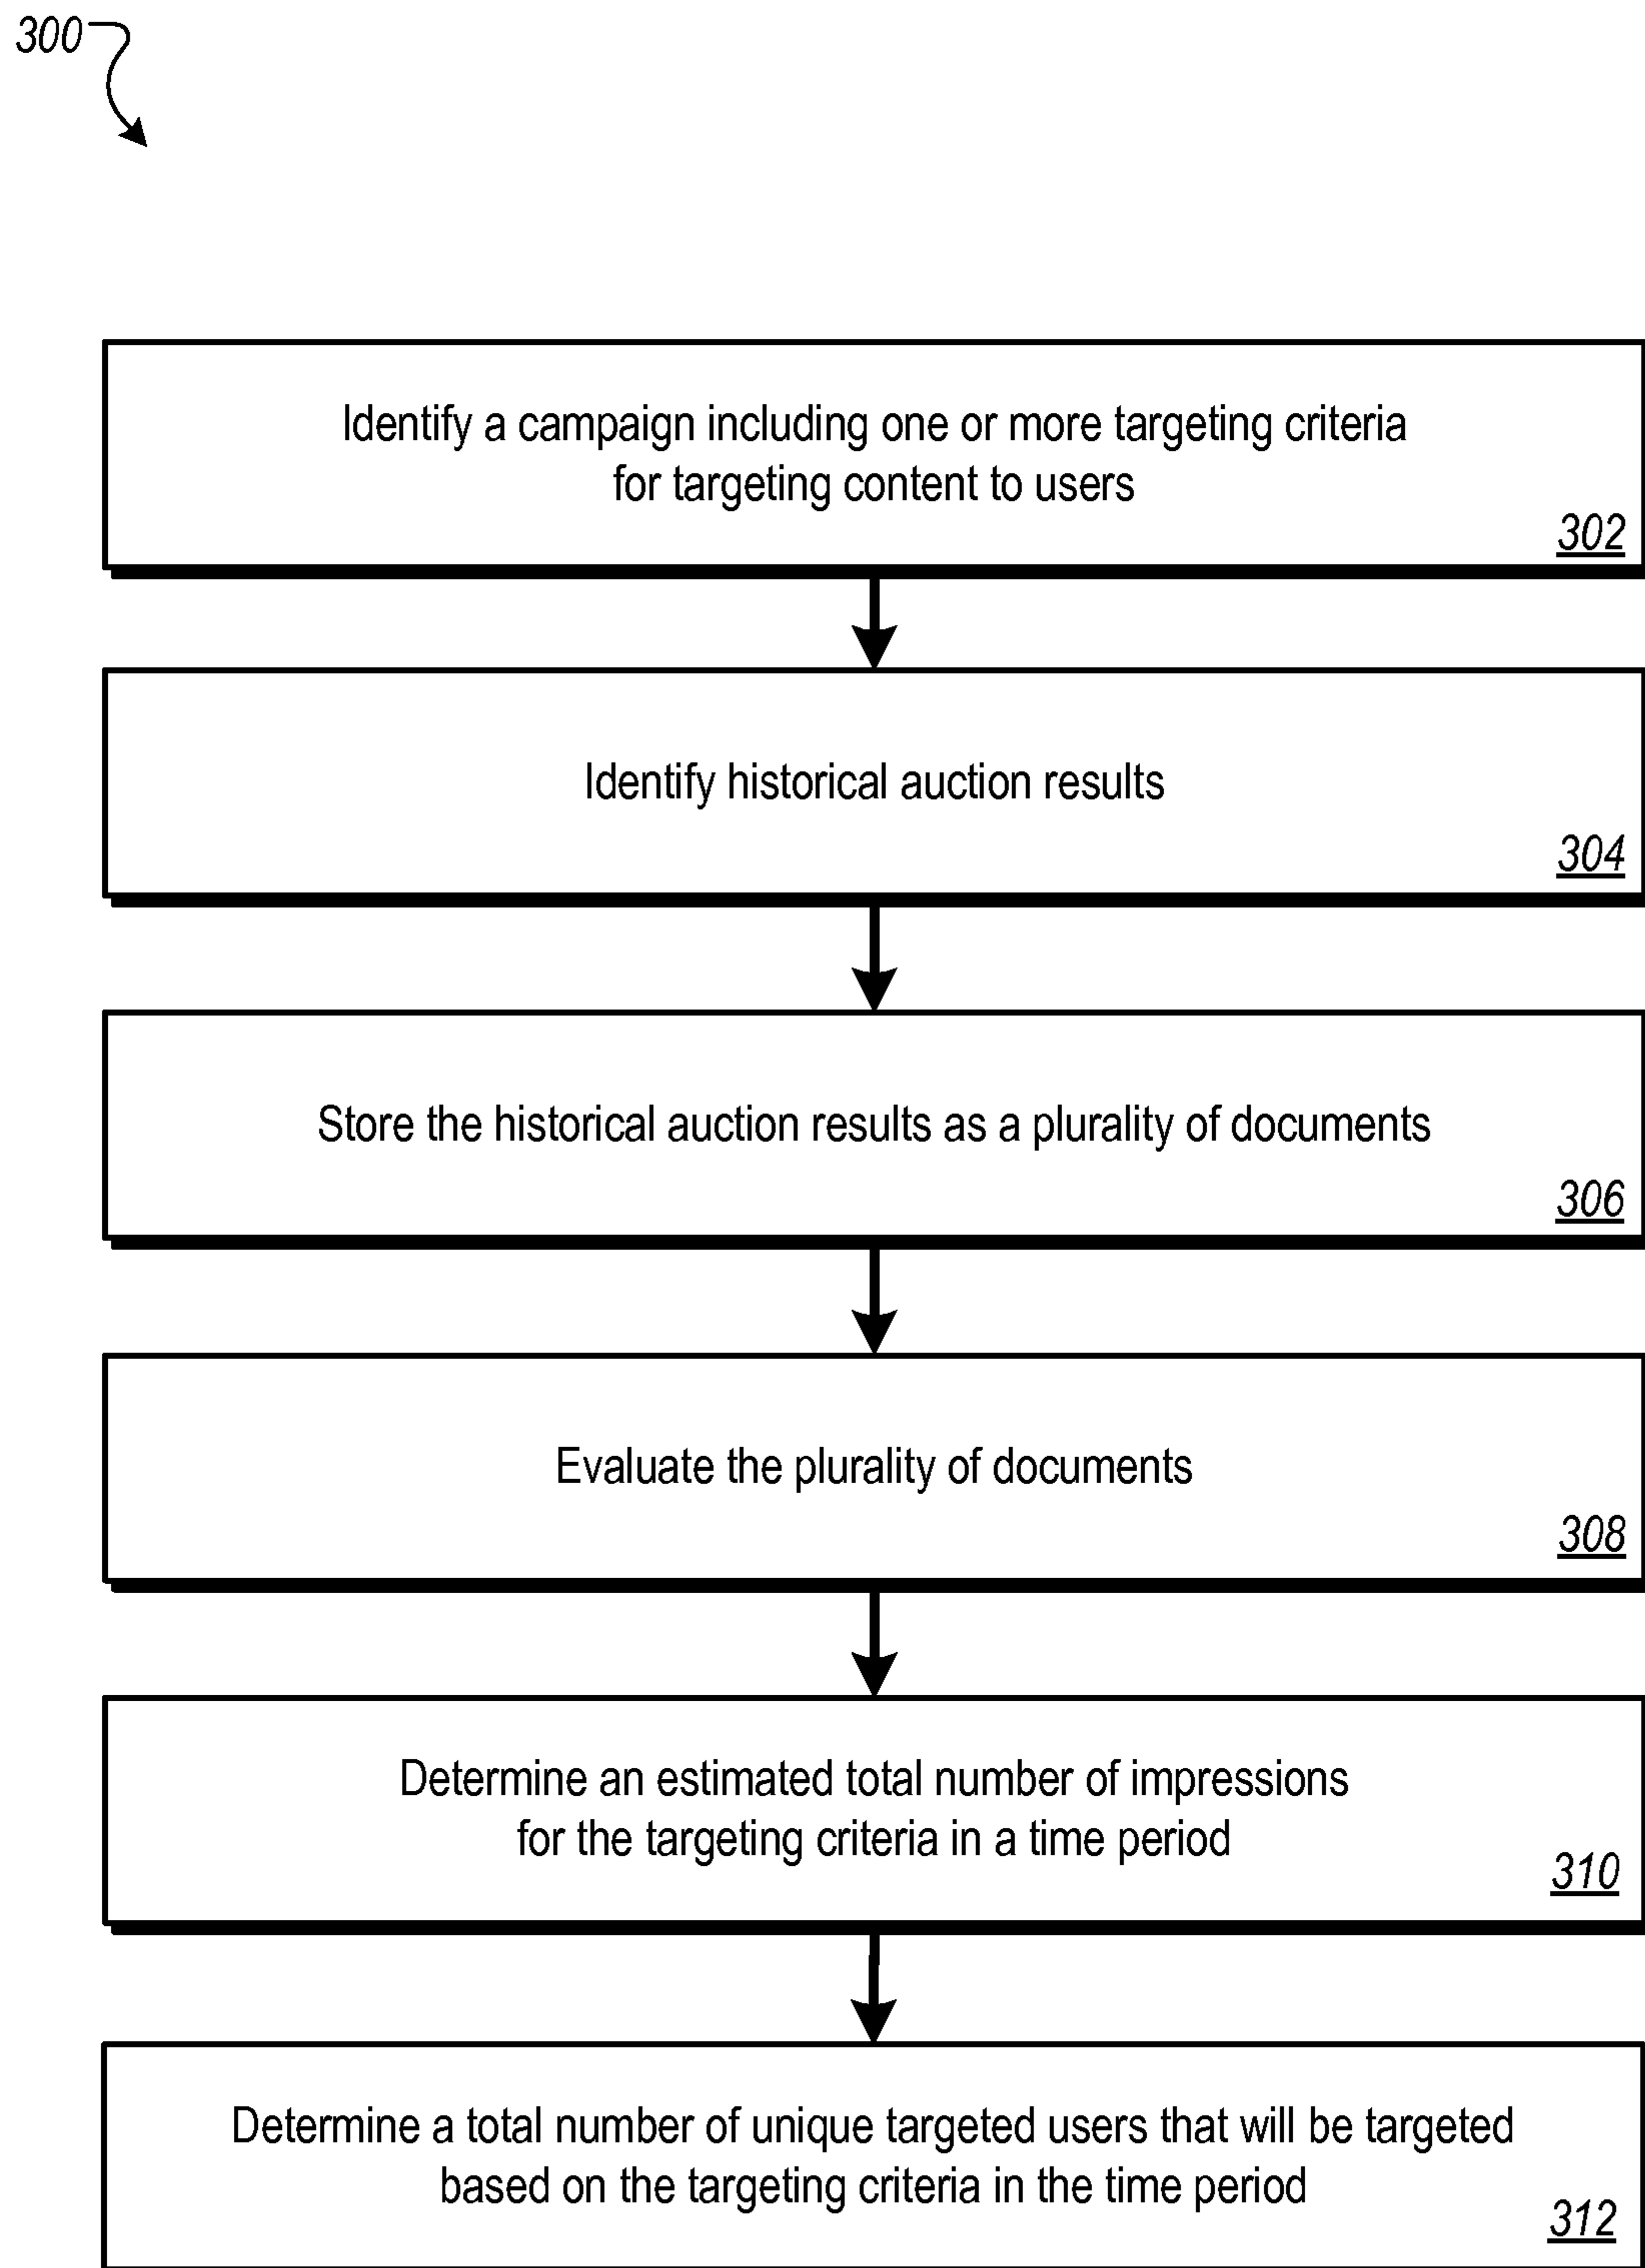 300
Identify a campaign including one or more targeting criteria
for targeting content to users
302
Identify historical auction results
304
Store the historical auction results as a plurality of documents
306
Evaluate the plurality of documents
308
Determine an estimated total number of impressions
for the targeting criteria in a time period
310
Determine a total number of unique targeted users that will be targeted
based on the targeting criteria in the time period
312